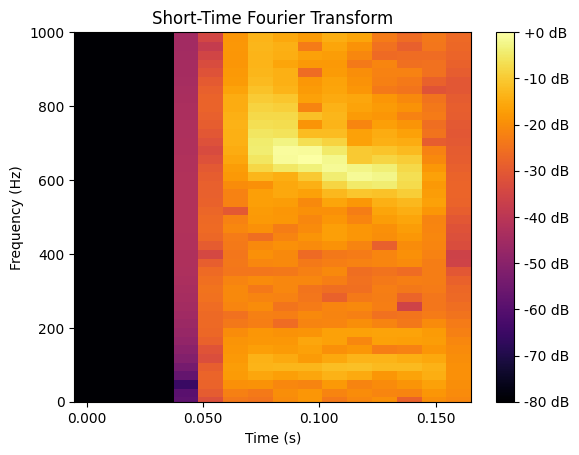 Short-Time Fourier Transform
1000
800
600
400
200
0
Frequency (Hz)
0.000
0.050
0.100
0.150
Time (s)
+0 dB
-10 dB
-20 dB
-30 dB
-40 dB
-50 dB
-60 dB
-70 dB
-80 dB